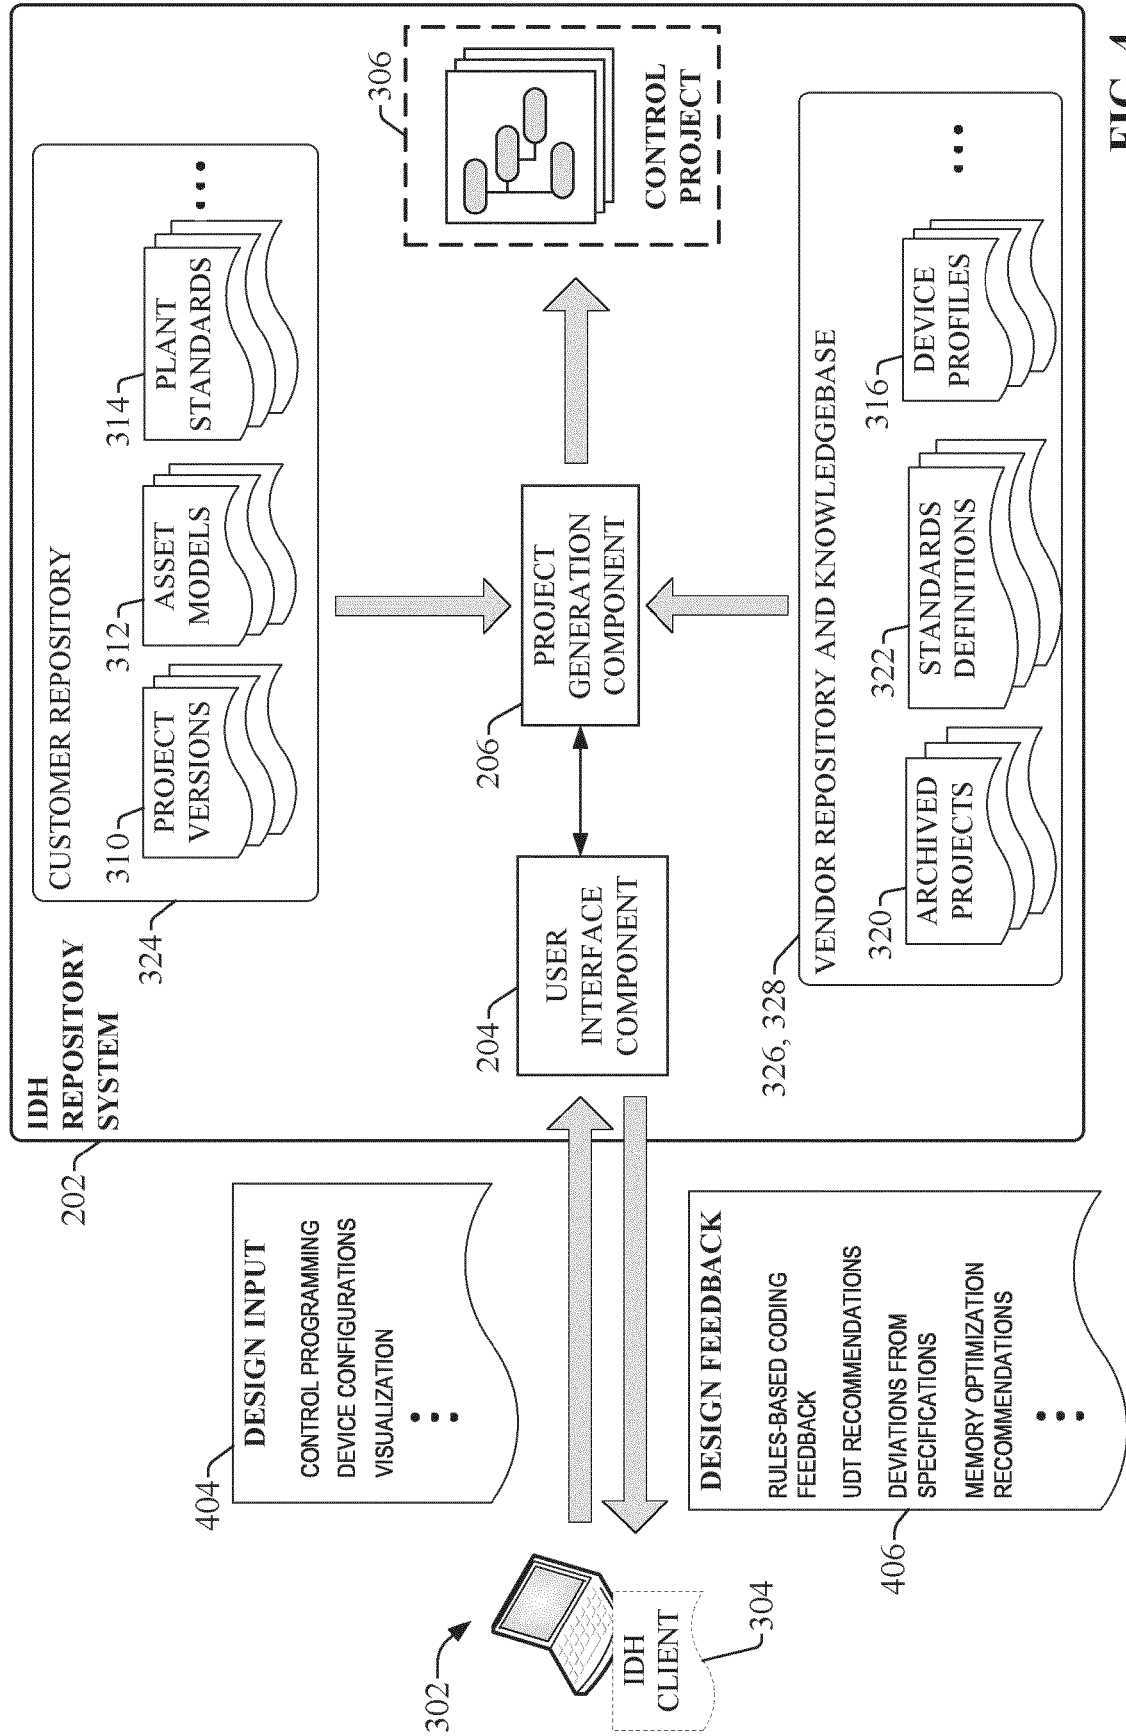 IDH
REPOSITORY
SYSTEM
202
CUSTOMER REPOSITORY
324
310
PROJECT
VERSIONS
312
ASSET
MODELS
314
PLANT
STANDARDS
...
404
DESIGN INPUT
CONTROL PROGRAMMING
DEVICE CONFIGURATIONS
VISUALIZATION
...
302
IDH
CLIENT
304
204
USER
INTERFACE
COMPONENT
206
PROJECT
GENERATION
COMPONENT
306
CONTROL
PROJECT
406
DESIGN FEEDBACK
RULES-BASED CODING
FEEDBACK
UDT RECOMMENDATIONS
DEVIATIONS FROM
SPECIFICATIONS
MEMORY OPTIMIZATION
RECOMMENDATIONS
...
326, 328
VENDOR REPOSITORY AND KNOWLEDGEBASE
320
ARCHIVED
PROJECTS
322
STANDARDS
DEFINITIONS
316
DEVICE
PROFILES
...
FIG. 4